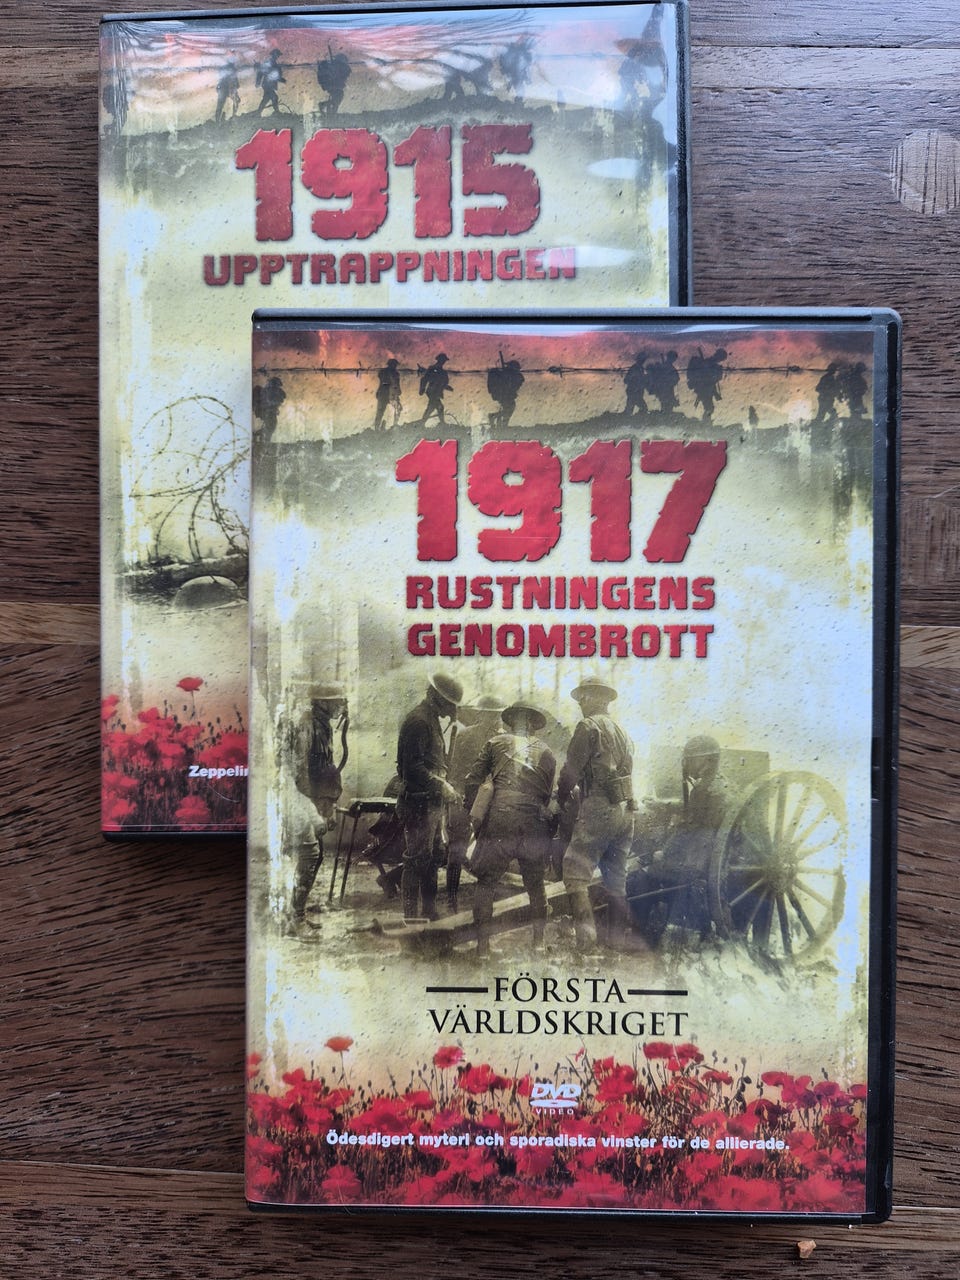 1915
UPPTRAPPNINGEN
Zeppelin
1917
RUSTNINGENS
GENOMBROTT
FÖRSTA
VÄRLDSKRIGET
DVD
VIDEO
Ödesdigert myteri och sporadiska vinster för de allierade.